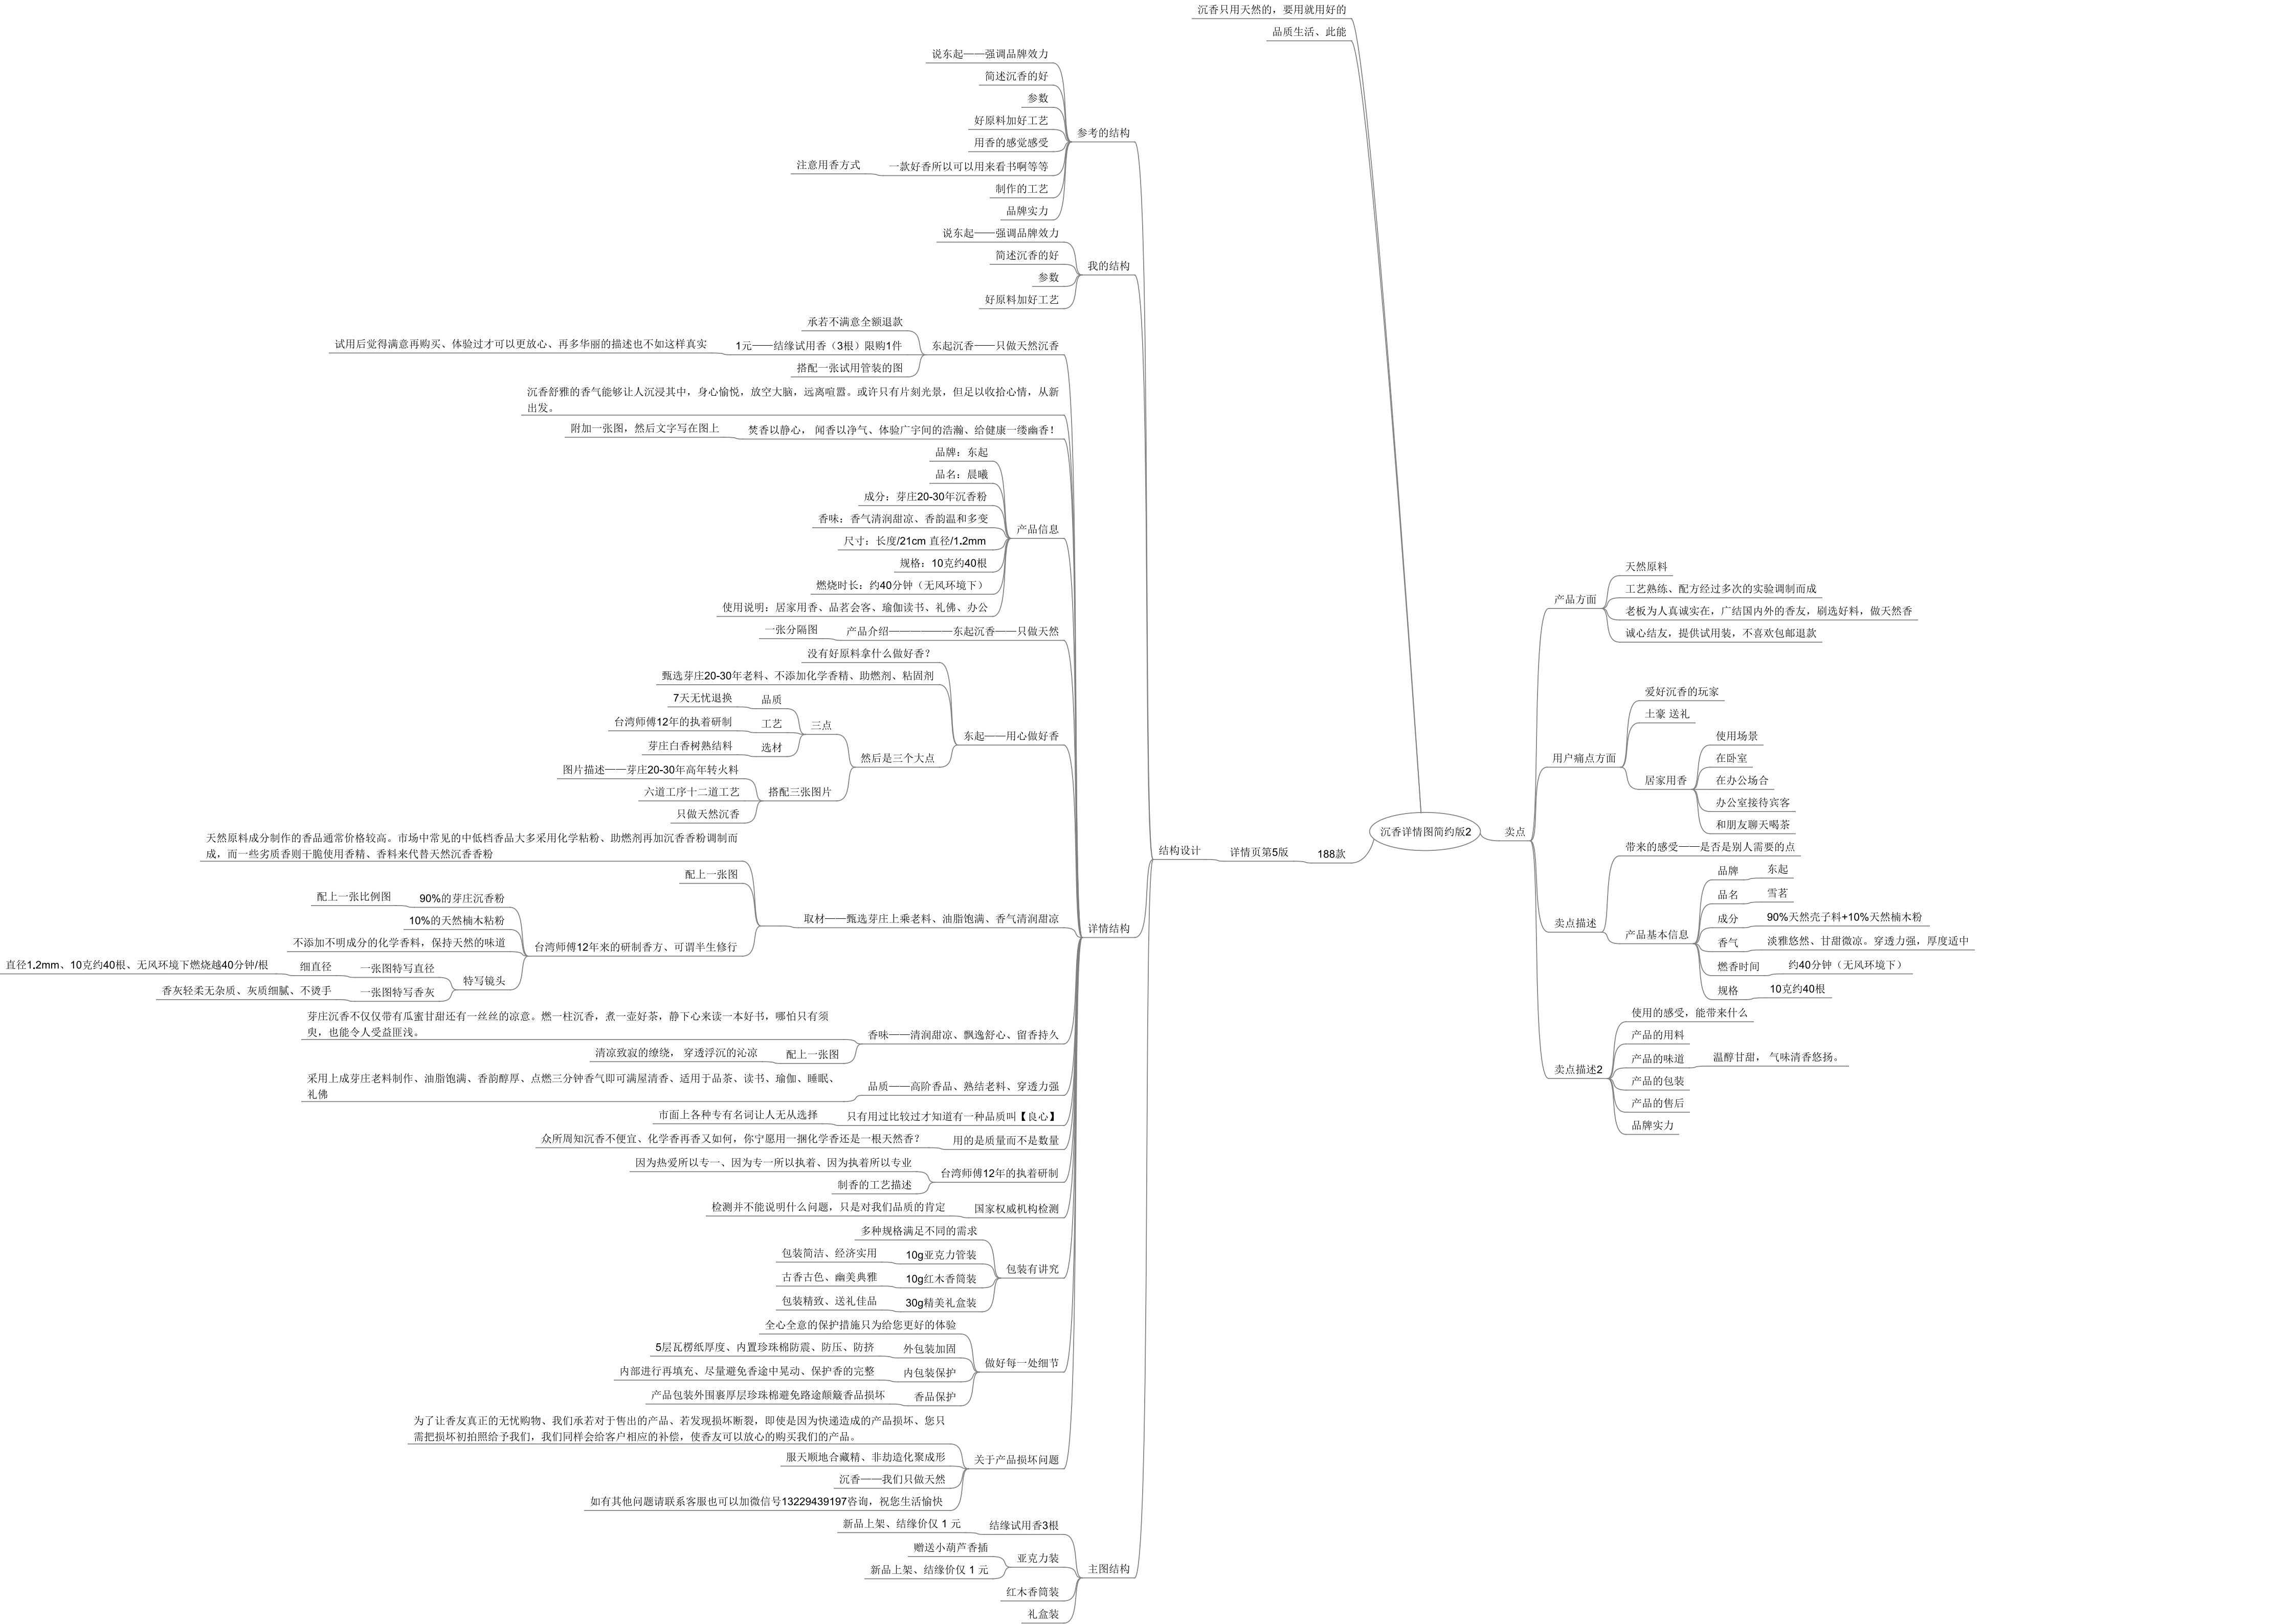 沉香只用天然的，要用就用好的
品质生活、此能
说东起——强调品牌效力
简述沉香的好
参数
好原料加好工艺
用香的感觉感受
注意用香方式
一款好香所以可以用来看书啊等等
制作的工艺
品牌实力
参考的结构
说东起——强调品牌效力
简述沉香的好
参数
好原料加好工艺
我的结构
承若不满意全额退款
试用后觉得满意再购买、体验过才可以更放心、再多华丽的描述也不如这样真实
1元——结缘试用香（3根）限购1件
搭配一张试用管装的图
东起沉香——只做天然沉香
沉香舒雅的香气能够让人沉浸其中，身心愉悦，放空大脑，远离喧嚣。或许只有片刻光景，但足以收拾心情，从新
出发。
附加一张图，然后文字写在图上
焚香以静心， 闻香以净气、体验广宇间的浩瀚、给健康一缕幽香！
品牌：东起
品名：晨曦
成分：芽庄20-30年沉香粉
香味：香气清润甜凉、香韵温和多变
尺寸：长度/21cm 直径/1.2mm
规格：10克约40根
燃烧时长：约40分钟（无风环境下）
使用说明：居家用香、品茗会客、瑜伽读书、礼佛、办公
产品信息
一张分隔图
产品介绍——————东起沉香——只做天然
没有好原料拿什么做好香？
甄选芽庄20-30年老料、不添加化学香精、助燃剂、粘固剂
7天无忧退换
品质
台湾师傅12年的执着研制
工艺
芽庄白香树熟结料
选材
三点
图片描述——芽庄20-30年高年转火料
六道工序十二道工艺
只做天然沉香
搭配三张图片
然后是三个大点
东起——用心做好香
天然原料成分制作的香品通常价格较高。市场中常见的中低档香品大多采用化学粘粉、助燃剂再加沉香香粉调制而
成，而一些劣质香则干脆使用香精、香料来代替天然沉香香粉
配上一张图
配上一张比例图
90%的芽庄沉香粉
10%的天然楠木粘粉
不添加不明成分的化学香料，保持天然的味道
直径1.2mm、10克约40根、无风环境下燃烧越40分钟/根
细直径
一张图特写直径
香灰轻柔无杂质、灰质细腻、不烫手
一张图特写香灰
特写镜头
台湾师傅12年来的研制香方、可谓半生修行
取材——甄选芽庄上乘老料、油脂饱满、香气清润甜凉
芽庄沉香不仅仅带有瓜蜜甘甜还有一丝丝的凉意。燃一柱沉香，煮一壶好茶，静下心来读一本好书，哪怕只有须
臾，也能令人受益匪浅。
清凉致寂的缭绕， 穿透浮沉的沁凉
配上一张图
香味——清润甜凉、飘逸舒心、留香持久
采用上成芽庄老料制作、油脂饱满、香韵醇厚、点燃三分钟香气即可满屋清香、适用于品茶、读书、瑜伽、睡眠、
礼佛
品质——高阶香品、熟结老料、穿透力强
市面上各种专有名词让人无从选择
只有用过比较过才知道有一种品质叫【良心】
众所周知沉香不便宜、化学香再香又如何，你宁愿用一捆化学香还是一根天然香？
用的是质量而不是数量
因为热爱所以专一、因为专一所以执着、因为执着所以专业
制香的工艺描述
台湾师傅12年的执着研制
检测并不能说明什么问题，只是对我们品质的肯定
国家权威机构检测
多种规格满足不同的需求
包装简洁、经济实用
10g亚克力管装
古香古色、幽美典雅
10g红木香筒装
包装精致、送礼佳品
30g精美礼盒装
包装有讲究
全心全意的保护措施只为给您更好的体验
5层瓦楞纸厚度、内置珍珠棉防震、防压、防挤
外包装加固
内部进行再填充、尽量避免香途中晃动、保护香的完整
内包装保护
产品包装外围裹厚层珍珠棉避免路途颠簸香品损坏
香品保护
做好每一处细节
为了让香友真正的无忧购物、我们承若对于售出的产品、若发现损坏断裂，即使是因为快递造成的产品损坏、您只
需把损坏初拍照给予我们，我们同样会给客户相应的补偿，使香友可以放心的购买我们的产品。
服天顺地合藏精、非劫造化聚成形
沉香——我们只做天然
如有其他问题请联系客服也可以加微信号13229439197咨询，祝您生活愉快
关于产品损坏问题
详情结构
新品上架、结缘价仅 1 元
结缘试用香3根
赠送小葫芦香插
新品上架、结缘价仅 1 元
亚克力装
红木香筒装
礼盒装
主图结构
结构设计
详情页第5版
188款
沉香详情图简约版2
卖点
产品方面
天然原料
工艺熟练、配方经过多次的实验调制而成
老板为人真诚实在，广结国内外的香友，刷选好料，做天然香
诚心结友，提供试用装，不喜欢包邮退款
用户痛点方面
爱好沉香的玩家
土豪 送礼
居家用香
使用场景
在卧室
在办公场合
办公室接待宾客
和朋友聊天喝茶
卖点描述
带来的感受——是否是别人需要的点
产品基本信息
品牌
东起
品名
雪茗
成分
90%天然壳子料+10%天然楠木粉
香气
淡雅悠然、甘甜微凉。穿透力强，厚度适中
燃香时间
约40分钟（无风环境下）
规格
10克约40根
卖点描述2
使用的感受，能带来什么
产品的用料
产品的味道
温醇甘甜， 气味清香悠扬。
产品的包装
产品的售后
品牌实力